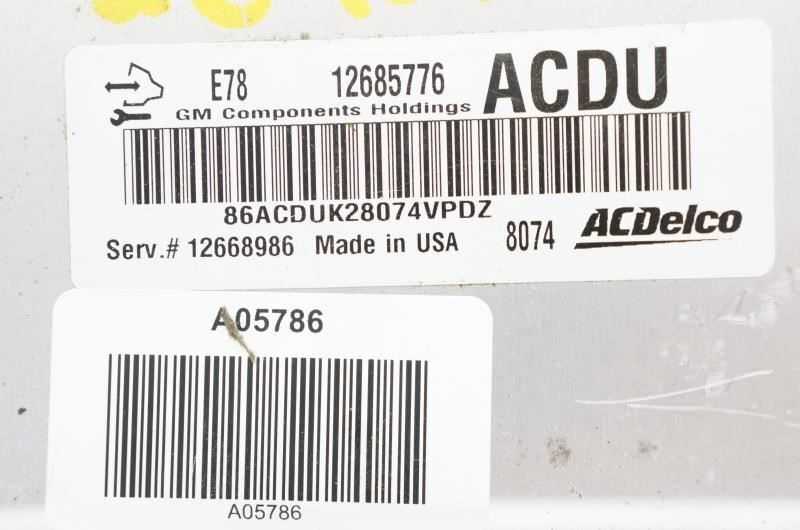 E78 12685776 ACDU
GM Components Holdings
86ACDUK28074VPDZ
Serv.# 12668986 Made in USA 8074 ACDelco
A05786
A05786